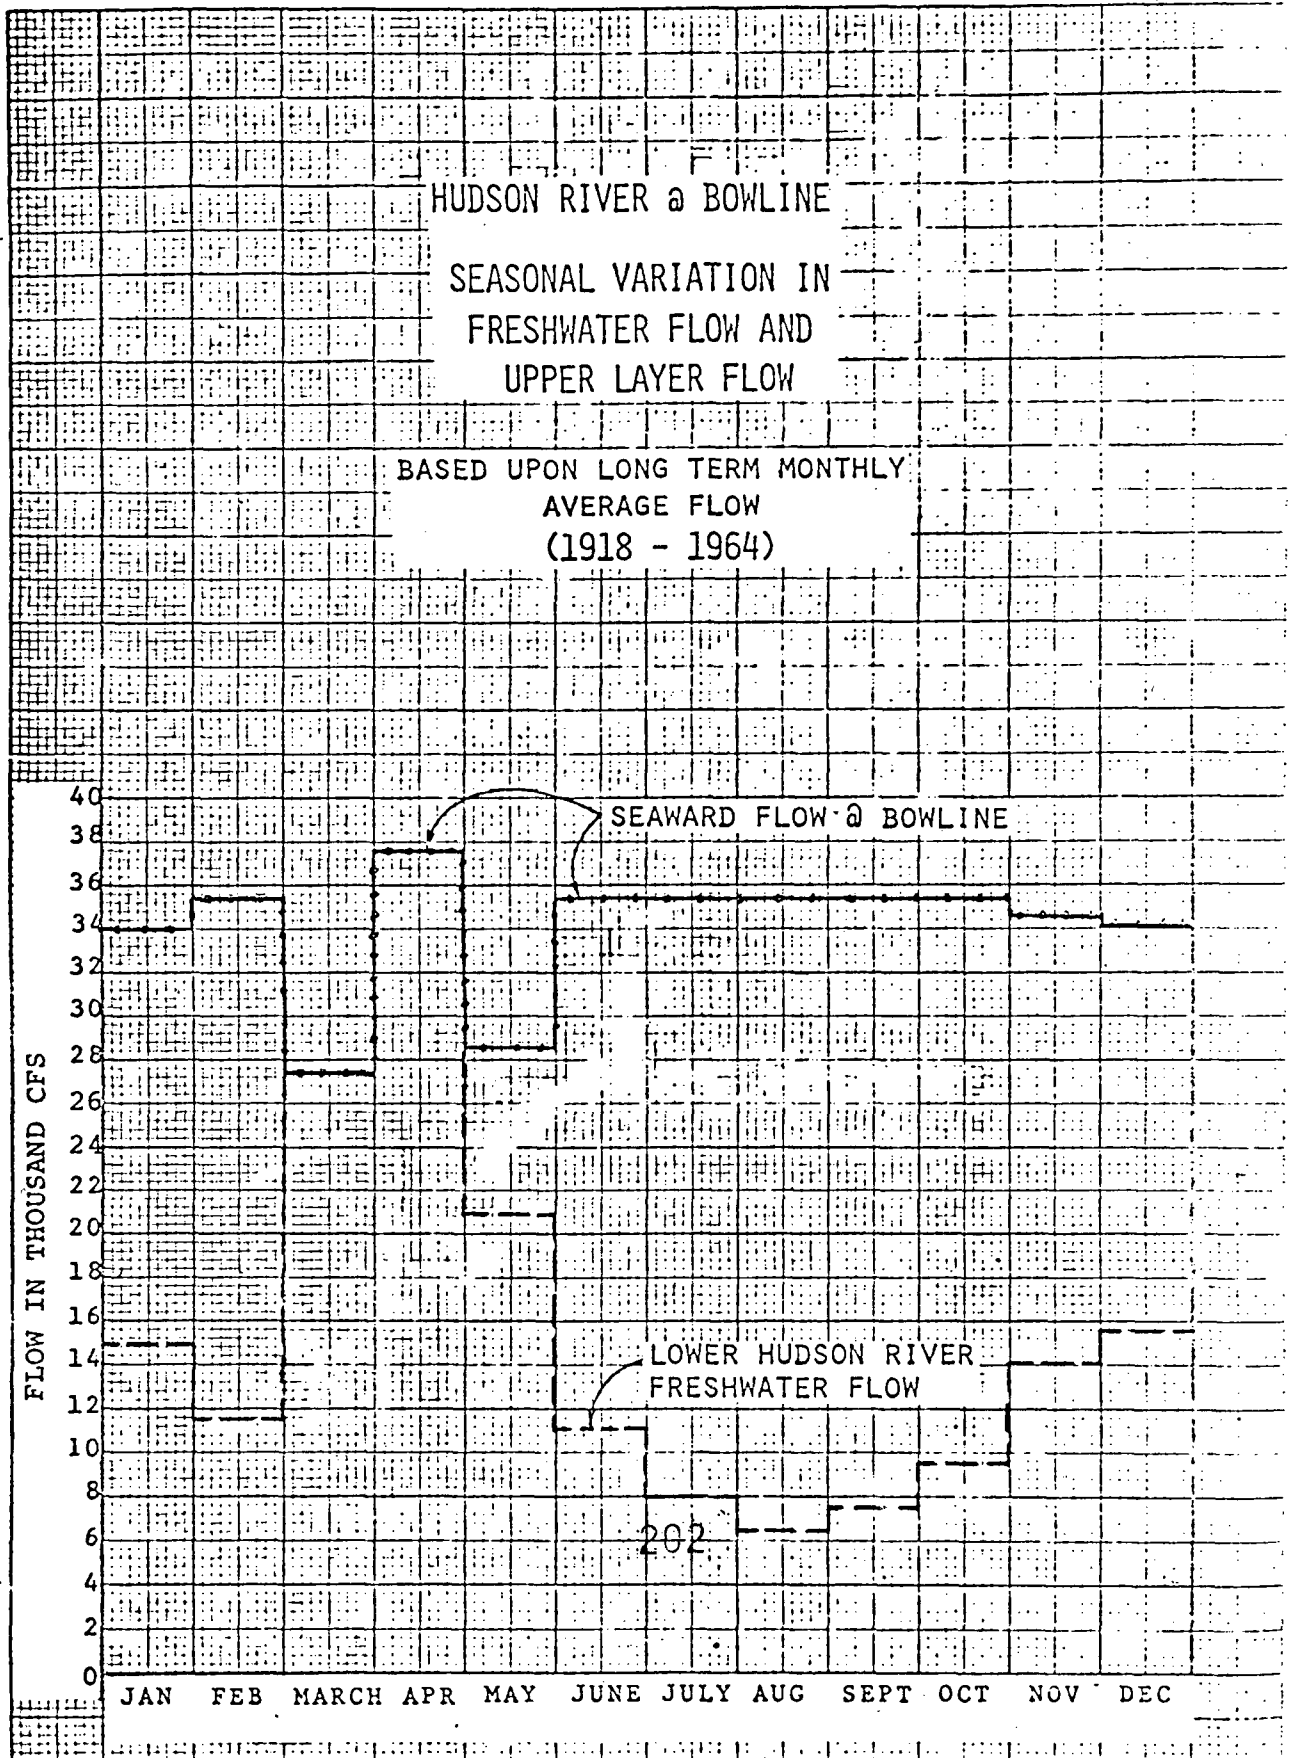 HUDSON RIVER @ BOWLINE
SEASONAL VARIATION IN
FRESHWATER FLOW AND
UPPER LAYER FLOW
BASED UPON LONG TERM MONTHLY
AVERAGE FLOW
(1918 - 1964)
SEAWARD FLOW @ BOWLINE
LOWER HUDSON RIVER
FRESHWATER FLOW
FLOW IN THOUSAND CFS
40
38
36
34
32
30
28
26
24
22
20
18
16
14
12
10
8
6
4
2
0
202
JAN FEB MARCH APR MAY JUNE JULY AUG SEPT OCT NOV DEC